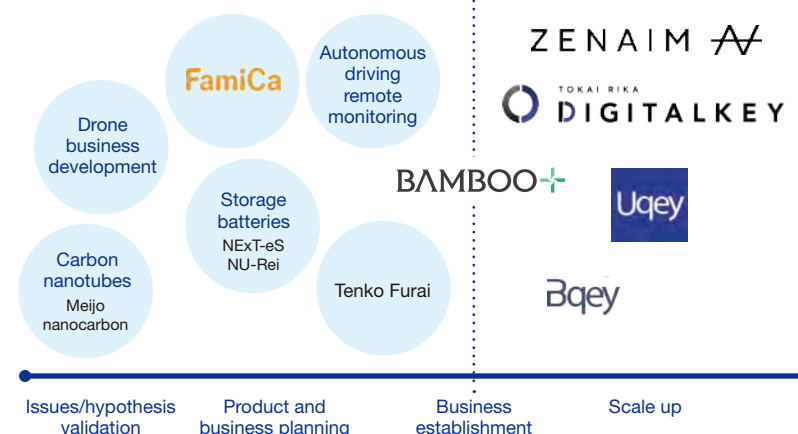 ZENAIM
FamiCa
Autonomous
driving
remote
monitoring
TOKAI RIKA
DIGITALKEY
Drone
business
development
BAMBOO+
Storage
batteries
NExT-eS
NU-Rei
Uqey
Carbon
nanotubes
Meijo
nanocarbon
Tenko Furai
Bqey
Issues/hypothesis
validation
Product and
business planning
Business
establishment
Scale up